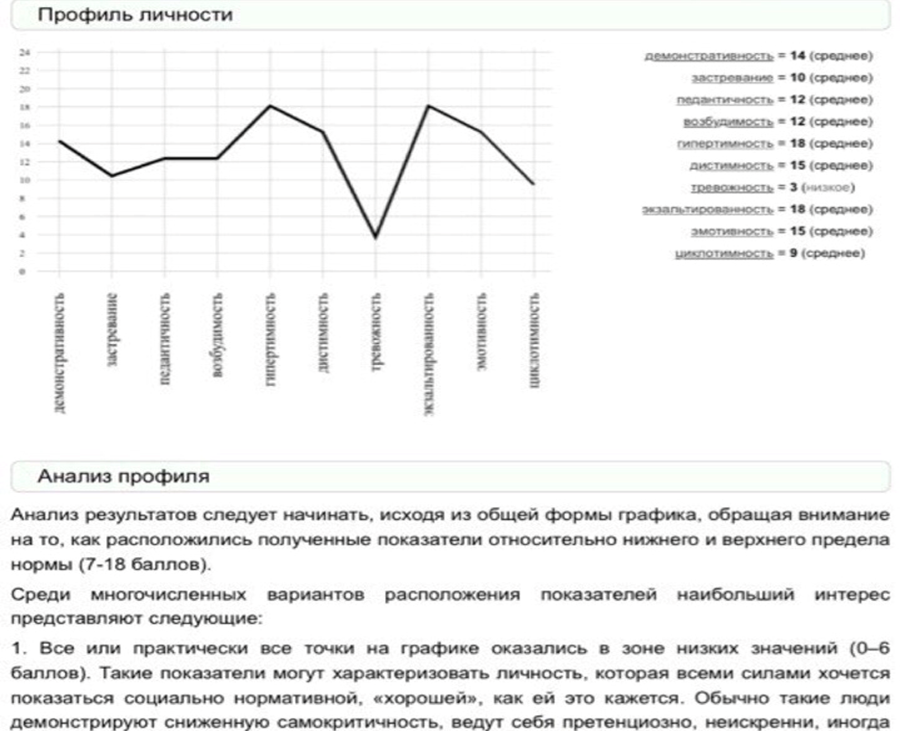 Профиль личности
24
22
20
18
16
14
12
10
8
6
4
2
0
демонстративность
застревание
педантичность
возбудимость
гипертимность
дистимность
тревожность
экзальтированность
эмотивность
циклотимность
демонстративность = 14 (среднее)
застревание = 10 (среднее)
педантичность = 12 (среднее)
возбудимость = 12 (среднее)
гипертимность = 18 (среднее)
дистимность = 15 (среднее)
тревожность = 3 (низкое)
экзальтированность = 18 (среднее)
эмотивность = 15 (среднее)
циклотимность = 9 (среднее)
Анализ профиля
Анализ результатов следует начинать, исходя из общей формы графика, обращая внимание
на то, как расположились полученные показатели относительно нижнего и верхнего предела
нормы (7-18 баллов).
Среди многочисленных вариантов расположения показателей наибольший интерес
представляют следующие:
1. Все или практически все точки на графике оказались в зоне низких значений (0–6
баллов). Такие показатели могут характеризовать личность, которая всеми силами хочется
показаться социально нормативной, «хорошей», как ей это кажется. Обычно такие люди
демонстрируют сниженную самокритичность, ведут себя претенциозно, неискренни, иногда